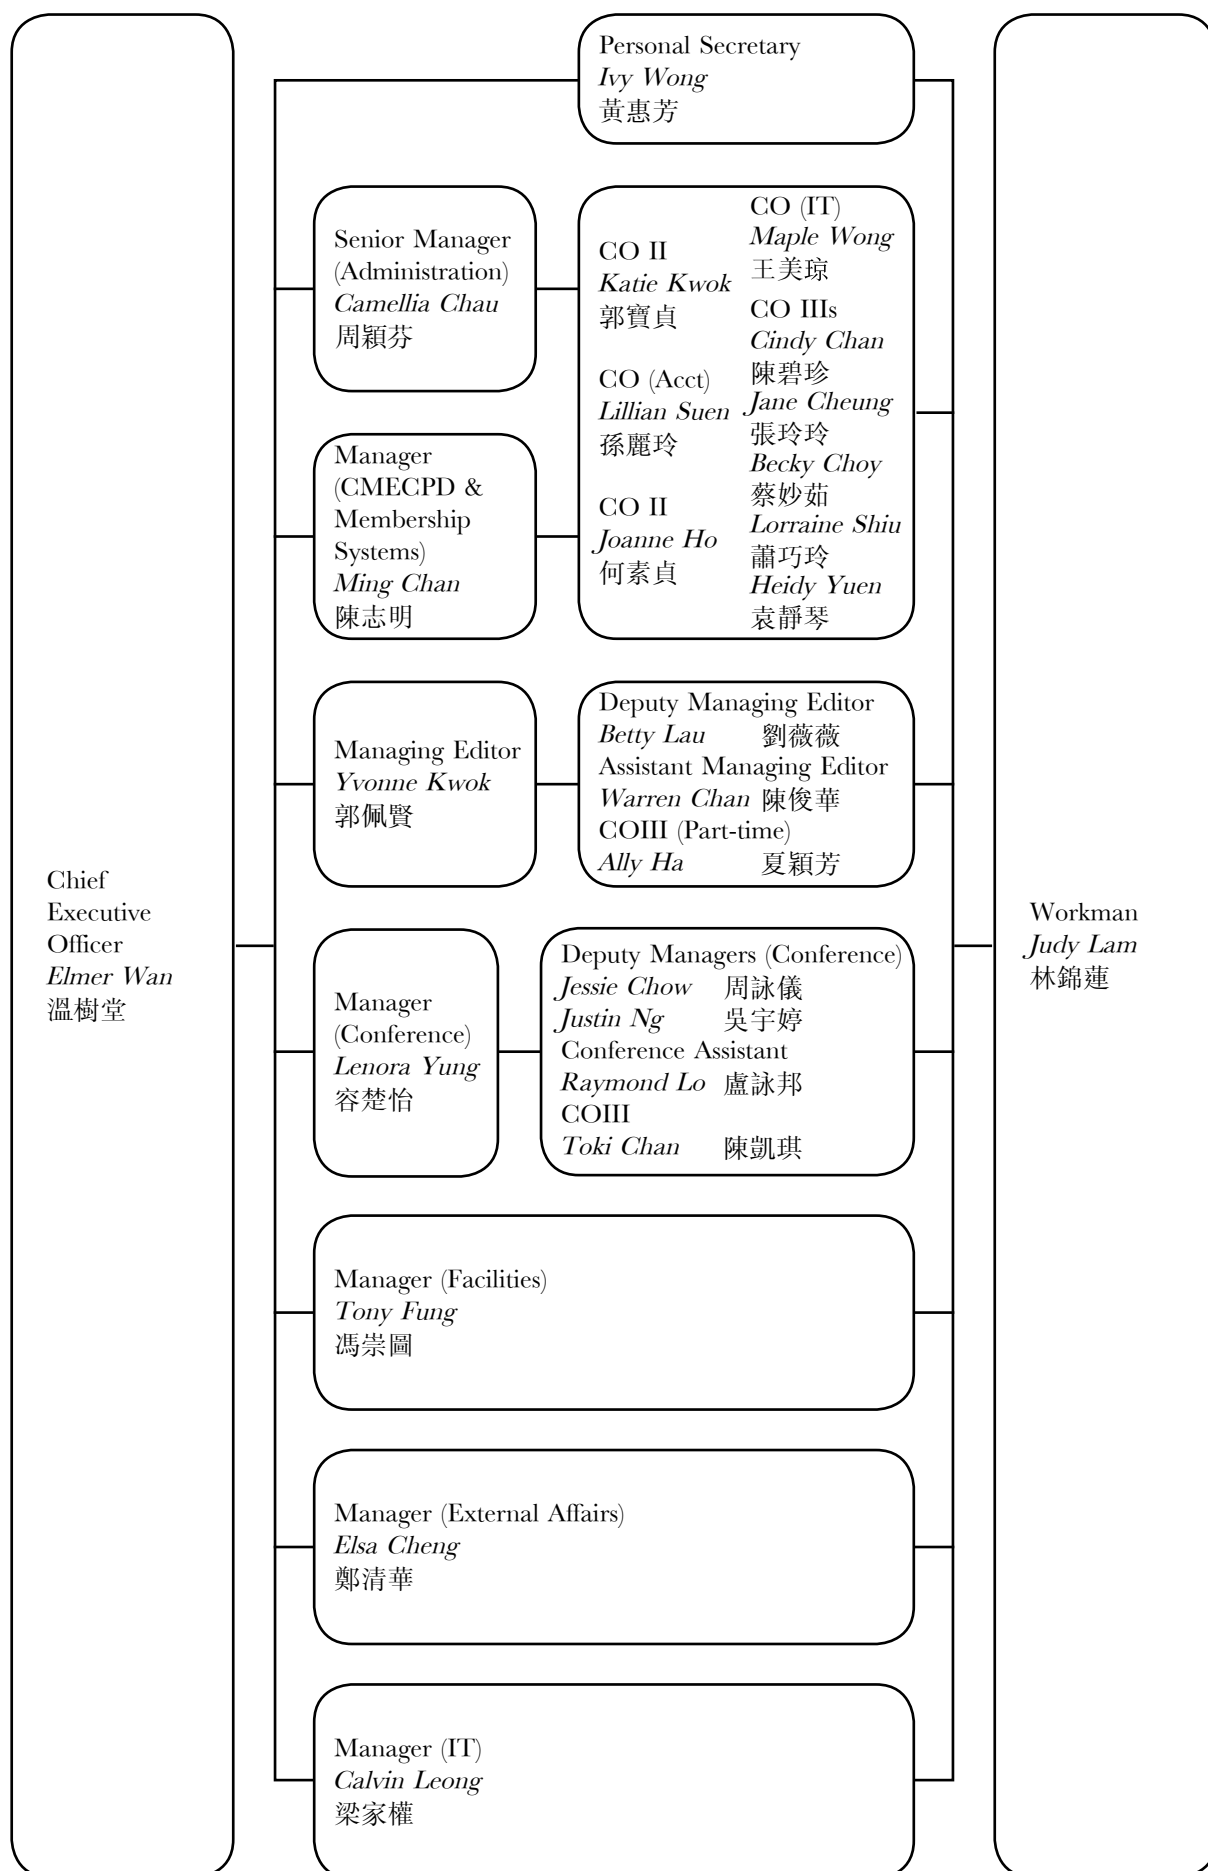 Chief
Executive
Officer
Elmer Wan
溫樹堂
Personal Secretary
Ivy Wong
黃惠芳
Senior Manager
(Administration)
Camellia Chau
周穎芬
Manager
(CMECPD &
Membership
Systems)
Ming Chan
陳志明
CO II
Katie Kwok
郭寶貞
CO (Acct)
Lillian Suen
孫麗玲
CO II
Joanne Ho
何素貞
CO (IT)
Maple Wong
王美琼
CO IIIs
Cindy Chan
陳碧珍
Jane Cheung
張玲玲
Becky Choy
蔡妙茹
Lorraine Shiu
蕭巧玲
Heidy Yuen
袁靜琴
Managing Editor
Yvonne Kwok
郭佩賢
Deputy Managing Editor
Betty Lau 劉薇薇
Assistant Managing Editor
Warren Chan 陳俊華
COIII (Part-time)
Ally Ha 夏穎芳
Manager
(Conference)
Lenora Yung
容楚怡
Deputy Managers (Conference)
Jessie Chow 周詠儀
Justin Ng 吳宇婷
Conference Assistant
Raymond Lo 盧詠邦
COIII
Toki Chan 陳凱琪
Manager (Facilities)
Tony Fung
馮崇圖
Manager (External Affairs)
Elsa Cheng
鄭清華
Manager (IT)
Calvin Leong
梁家權
Workman
Judy Lam
林錦蓮